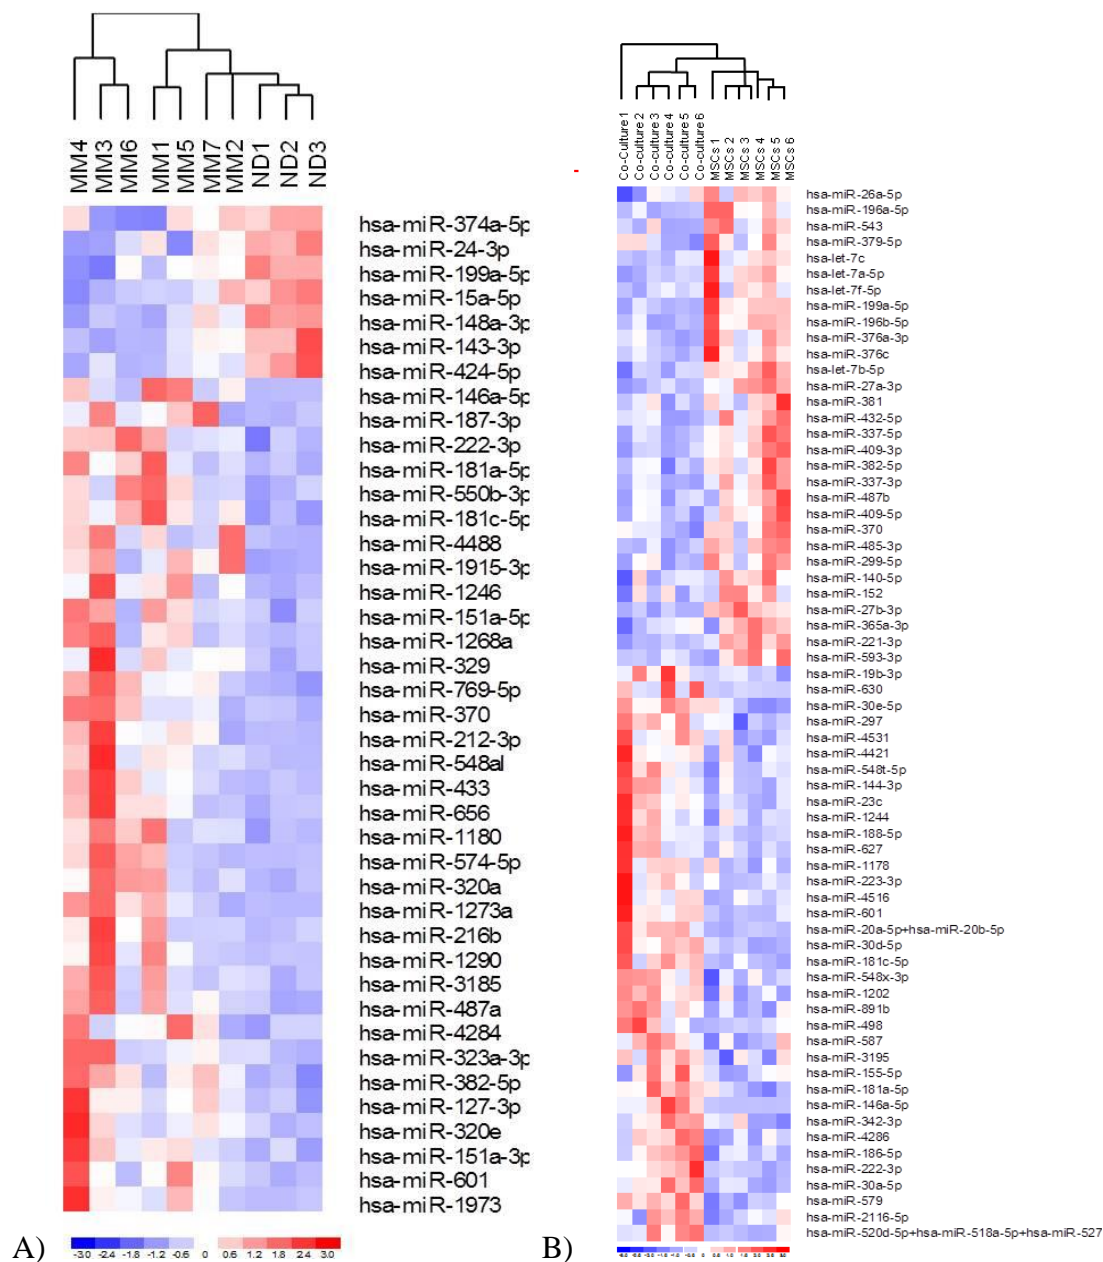 MM4
MM3
MM6
MM1
MM5
MM7
MM2
ND1
ND2
ND3
hsa-miR-374a-5p
hsa-miR-24-3p
hsa-miR-199a-5p
hsa-miR-15a-5p
hsa-miR-148a-3p
hsa-miR-143-3p
hsa-miR-424-5p
hsa-miR-146a-5p
hsa-miR-187-3p
hsa-miR-222-3p
hsa-miR-181a-5p
hsa-miR-550b-3p
hsa-miR-181c-5p
hsa-miR-4488
hsa-miR-1915-3p
hsa-miR-1246
hsa-miR-151a-5p
hsa-miR-1268a
hsa-miR-329
hsa-miR-769-5p
hsa-miR-370
hsa-miR-212-3p
hsa-miR-548al
hsa-miR-433
hsa-miR-656
hsa-miR-1180
hsa-miR-574-5p
hsa-miR-320a
hsa-miR-1273a
hsa-miR-216b
hsa-miR-1290
hsa-miR-3185
hsa-miR-487a
hsa-miR-4284
hsa-miR-323a-3p
hsa-miR-382-5p
hsa-miR-127-3p
hsa-miR-320e
hsa-miR-151a-3p
hsa-miR-601
hsa-miR-1973
A) -3.0 -2.4 -1.8 -1.2 -0.6 0 0.6 1.2 1.8 2.4 3.0
Co-Culture 1
Co-culture 2
Co-culture 3
Co-culture 4
Co-culture 5
Co-culture 6
MSCs 1
MSCs 2
MSCs 3
MSCs 4
MSCs 5
MSCs 6
hsa-miR-26a-5p
hsa-miR-196a-5p
hsa-miR-543
hsa-miR-379-5p
hsa-let-7c
hsa-let-7a-5p
hsa-let-7f-5p
hsa-miR-199a-5p
hsa-miR-196b-5p
hsa-miR-376a-3p
hsa-miR-376c
hsa-let-7b-5p
hsa-miR-27a-3p
hsa-miR-381
hsa-miR-432-5p
hsa-miR-337-5p
hsa-miR-409-3p
hsa-miR-382-5p
hsa-miR-337-3p
hsa-miR-487b
hsa-miR-409-5p
hsa-miR-370
hsa-miR-485-3p
hsa-miR-299-5p
hsa-miR-140-5p
hsa-miR-152
hsa-miR-27b-3p
hsa-miR-365a-3p
hsa-miR-221-3p
hsa-miR-593-3p
hsa-miR-19b-3p
hsa-miR-630
hsa-miR-30e-5p
hsa-miR-297
hsa-miR-4531
hsa-miR-4421
hsa-miR-548t-5p
hsa-miR-144-3p
hsa-miR-23c
hsa-miR-1244
hsa-miR-188-5p
hsa-miR-627
hsa-miR-1178
hsa-miR-223-3p
hsa-miR-4516
hsa-miR-601
hsa-miR-20a-5p+hsa-miR-20b-5p
hsa-miR-30d-5p
hsa-miR-181c-5p
hsa-miR-548x-3p
hsa-miR-1202
hsa-miR-891b
hsa-miR-498
hsa-miR-587
hsa-miR-3195
hsa-miR-155-5p
hsa-miR-181a-5p
hsa-miR-146a-5p
hsa-miR-342-3p
hsa-miR-4286
hsa-miR-186-5p
hsa-miR-222-3p
hsa-miR-30a-5p
hsa-miR-579
hsa-miR-2116-5p
hsa-miR-520d-5p+hsa-miR-518a-5p+hsa-miR-527
B)